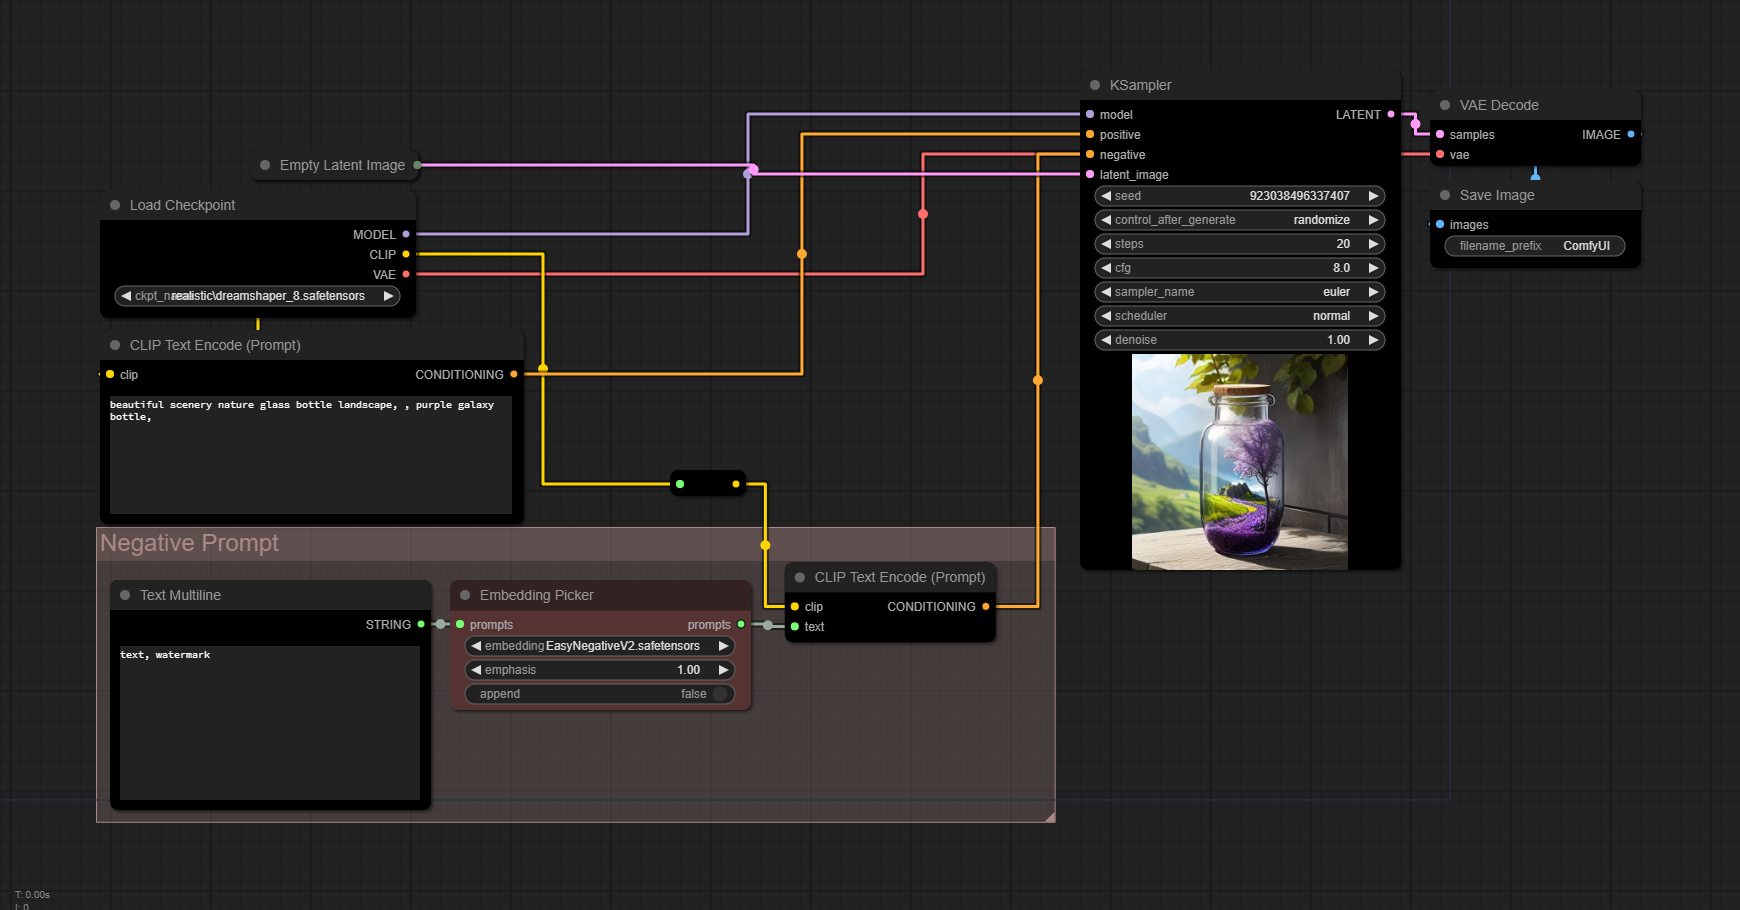 KSampler
model
LATENT
positive
negative
latent_image
seed 923038496337407
control_after_generate randomize
steps 20
cfg 8.0
sampler_name euler
scheduler normal
denoise 1.00
VAE Decode
samples IMAGE
vae
Save Image
images
filename_prefix ComfyUI
Empty Latent Image
Load Checkpoint
MODEL
CLIP
VAE
realistic\dreamshaper_8.safetensors
CLIP Text Encode (Prompt)
clip CONDITIONING
beautiful scenery nature glass bottle landscape, , purple galaxy
bottle,
Negative Prompt
Text Multiline
STRING
text, watermark
Embedding Picker
prompts prompts
embedding EasyNegativeV2.safetensors
emphasis 1.00
append false
CLIP Text Encode (Prompt)
clip CONDITIONING
text
T: 0.00s